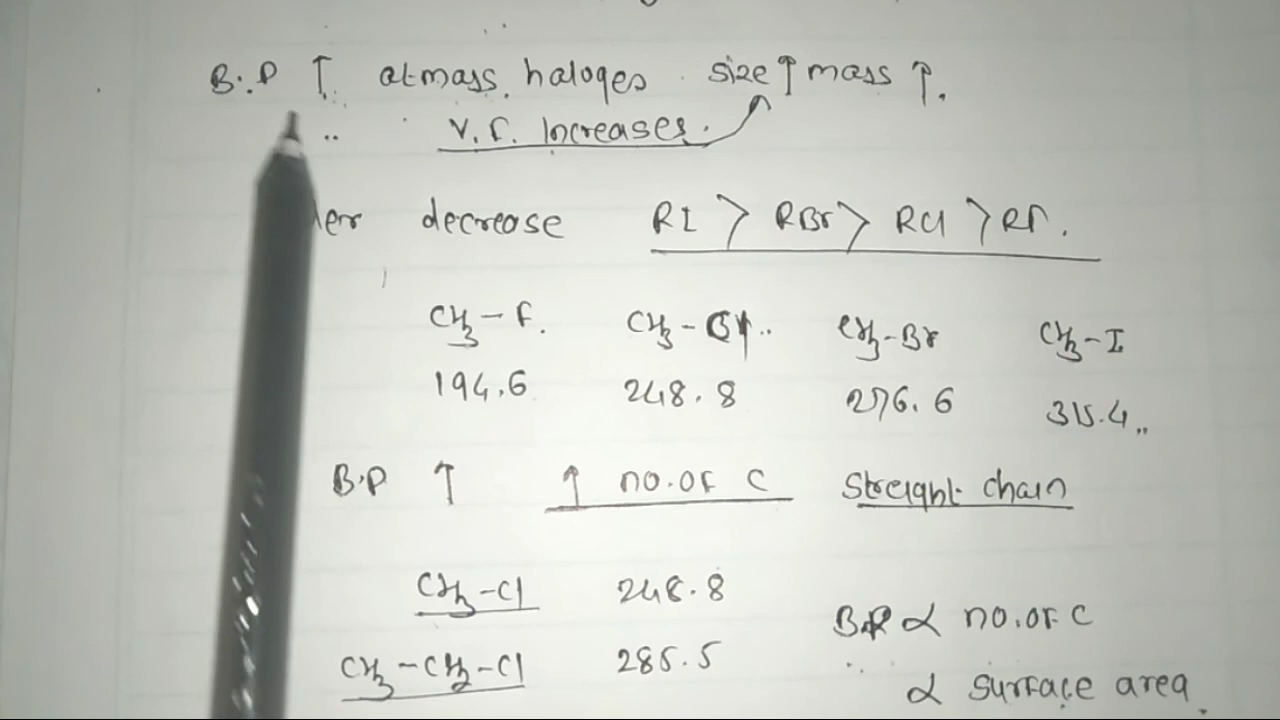 B.P ↑ at mass haloges size ↑ mass ↑.
V.F. Increases.
der decrease RI > RBr > RCl > RF.
CH3 - F. CH3 - Cl CH3 - Br CH3 - I
194.6 248.8 276.6 315.4
B.P ↑ ↑ no. of C Streight chain
CH3 - Cl 248.8
B.P ∝ no. of C
CH3 - CH2 - Cl 285.5
∝ surface area